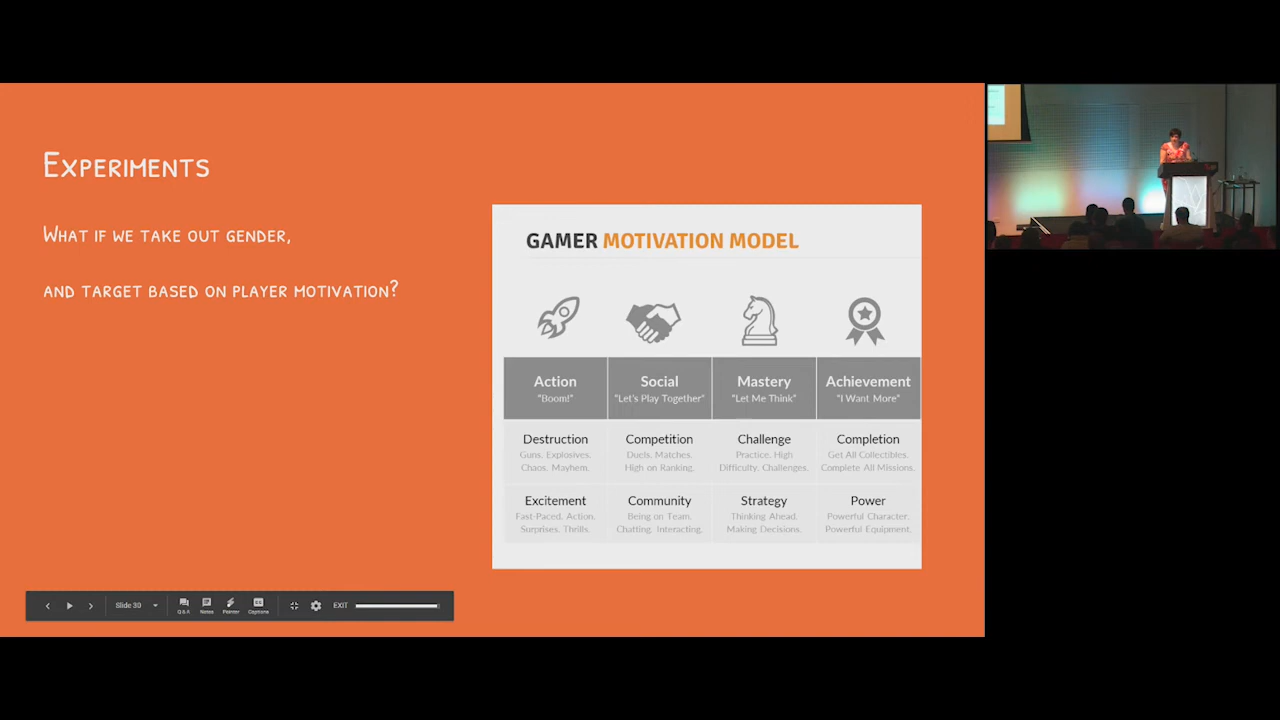 Experiments
What if we take out gender,
and target based on player motivation?
GAMER MOTIVATION MODEL
Action
"Boom!"
Social
"Let's Play Together"
Mastery
"Let Me Think"
Achievement
"I Want More"
Destruction
Guns. Explosives.
Chaos. Mayhem.
Competition
Duels. Matches.
High on Ranking.
Challenge
Practice. High
Difficulty. Challenges.
Completion
Get All Collectibles.
Complete All Missions.
Excitement
Fast-Paced. Action.
Surprises. Thrills.
Community
Being on Team.
Chatting. Interacting.
Strategy
Thinking Ahead.
Making Decisions.
Power
Powerful Character.
Powerful Equipment.
Slide 30
Q&A
Notes
Pointer
Captions
EXIT